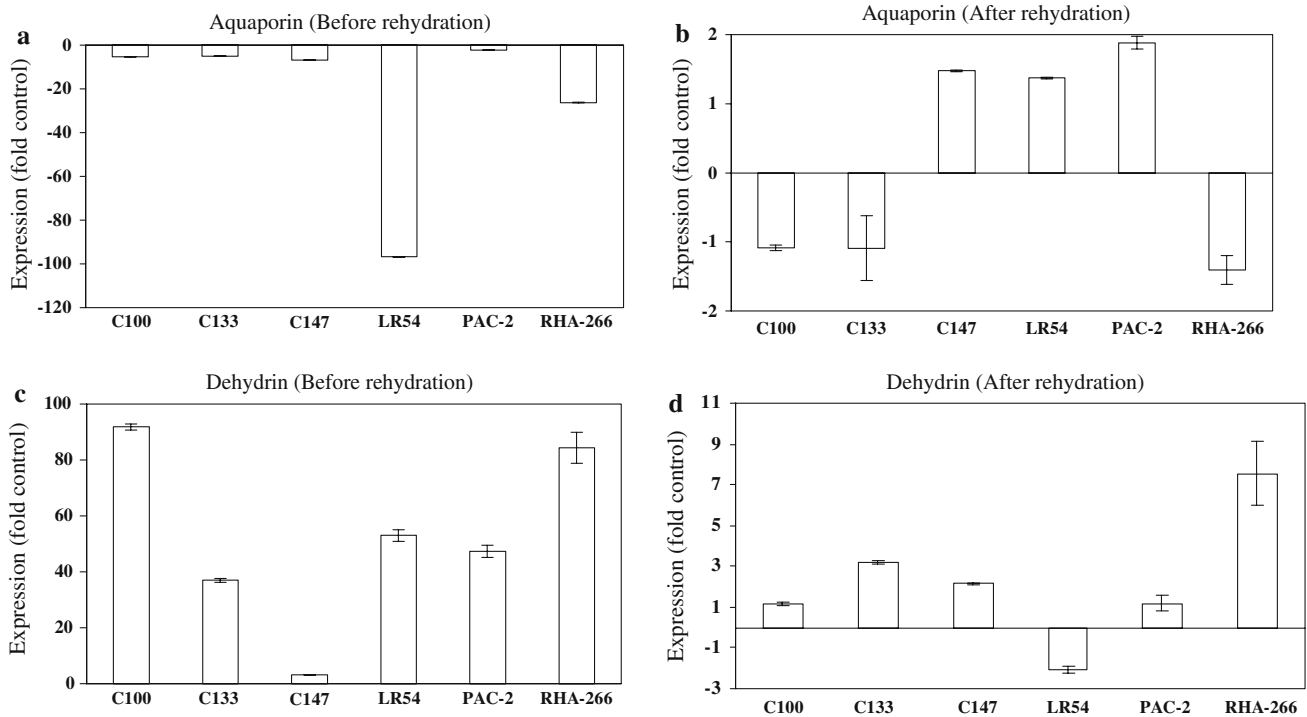 a
Aquaporin (Before rehydration)
Expression (fold control)
0
-20
-40
-60
-80
-100
-120
C100 C133 C147 LR54 PAC-2 RHA-266
b
Aquaporin (After rehydration)
Expression (fold control)
2
1
0
-1
-2
C100 C133 C147 LR54 PAC-2 RHA-266
c
Dehydrin (Before rehydration)
Expression (fold control)
100
80
60
40
20
0
C100 C133 C147 LR54 PAC-2 RHA-266
d
Dehydrin (After rehydration)
Expression (fold control)
11
9
7
5
3
1
-1
-3
C100 C133 C147 LR54 PAC-2 RHA-266